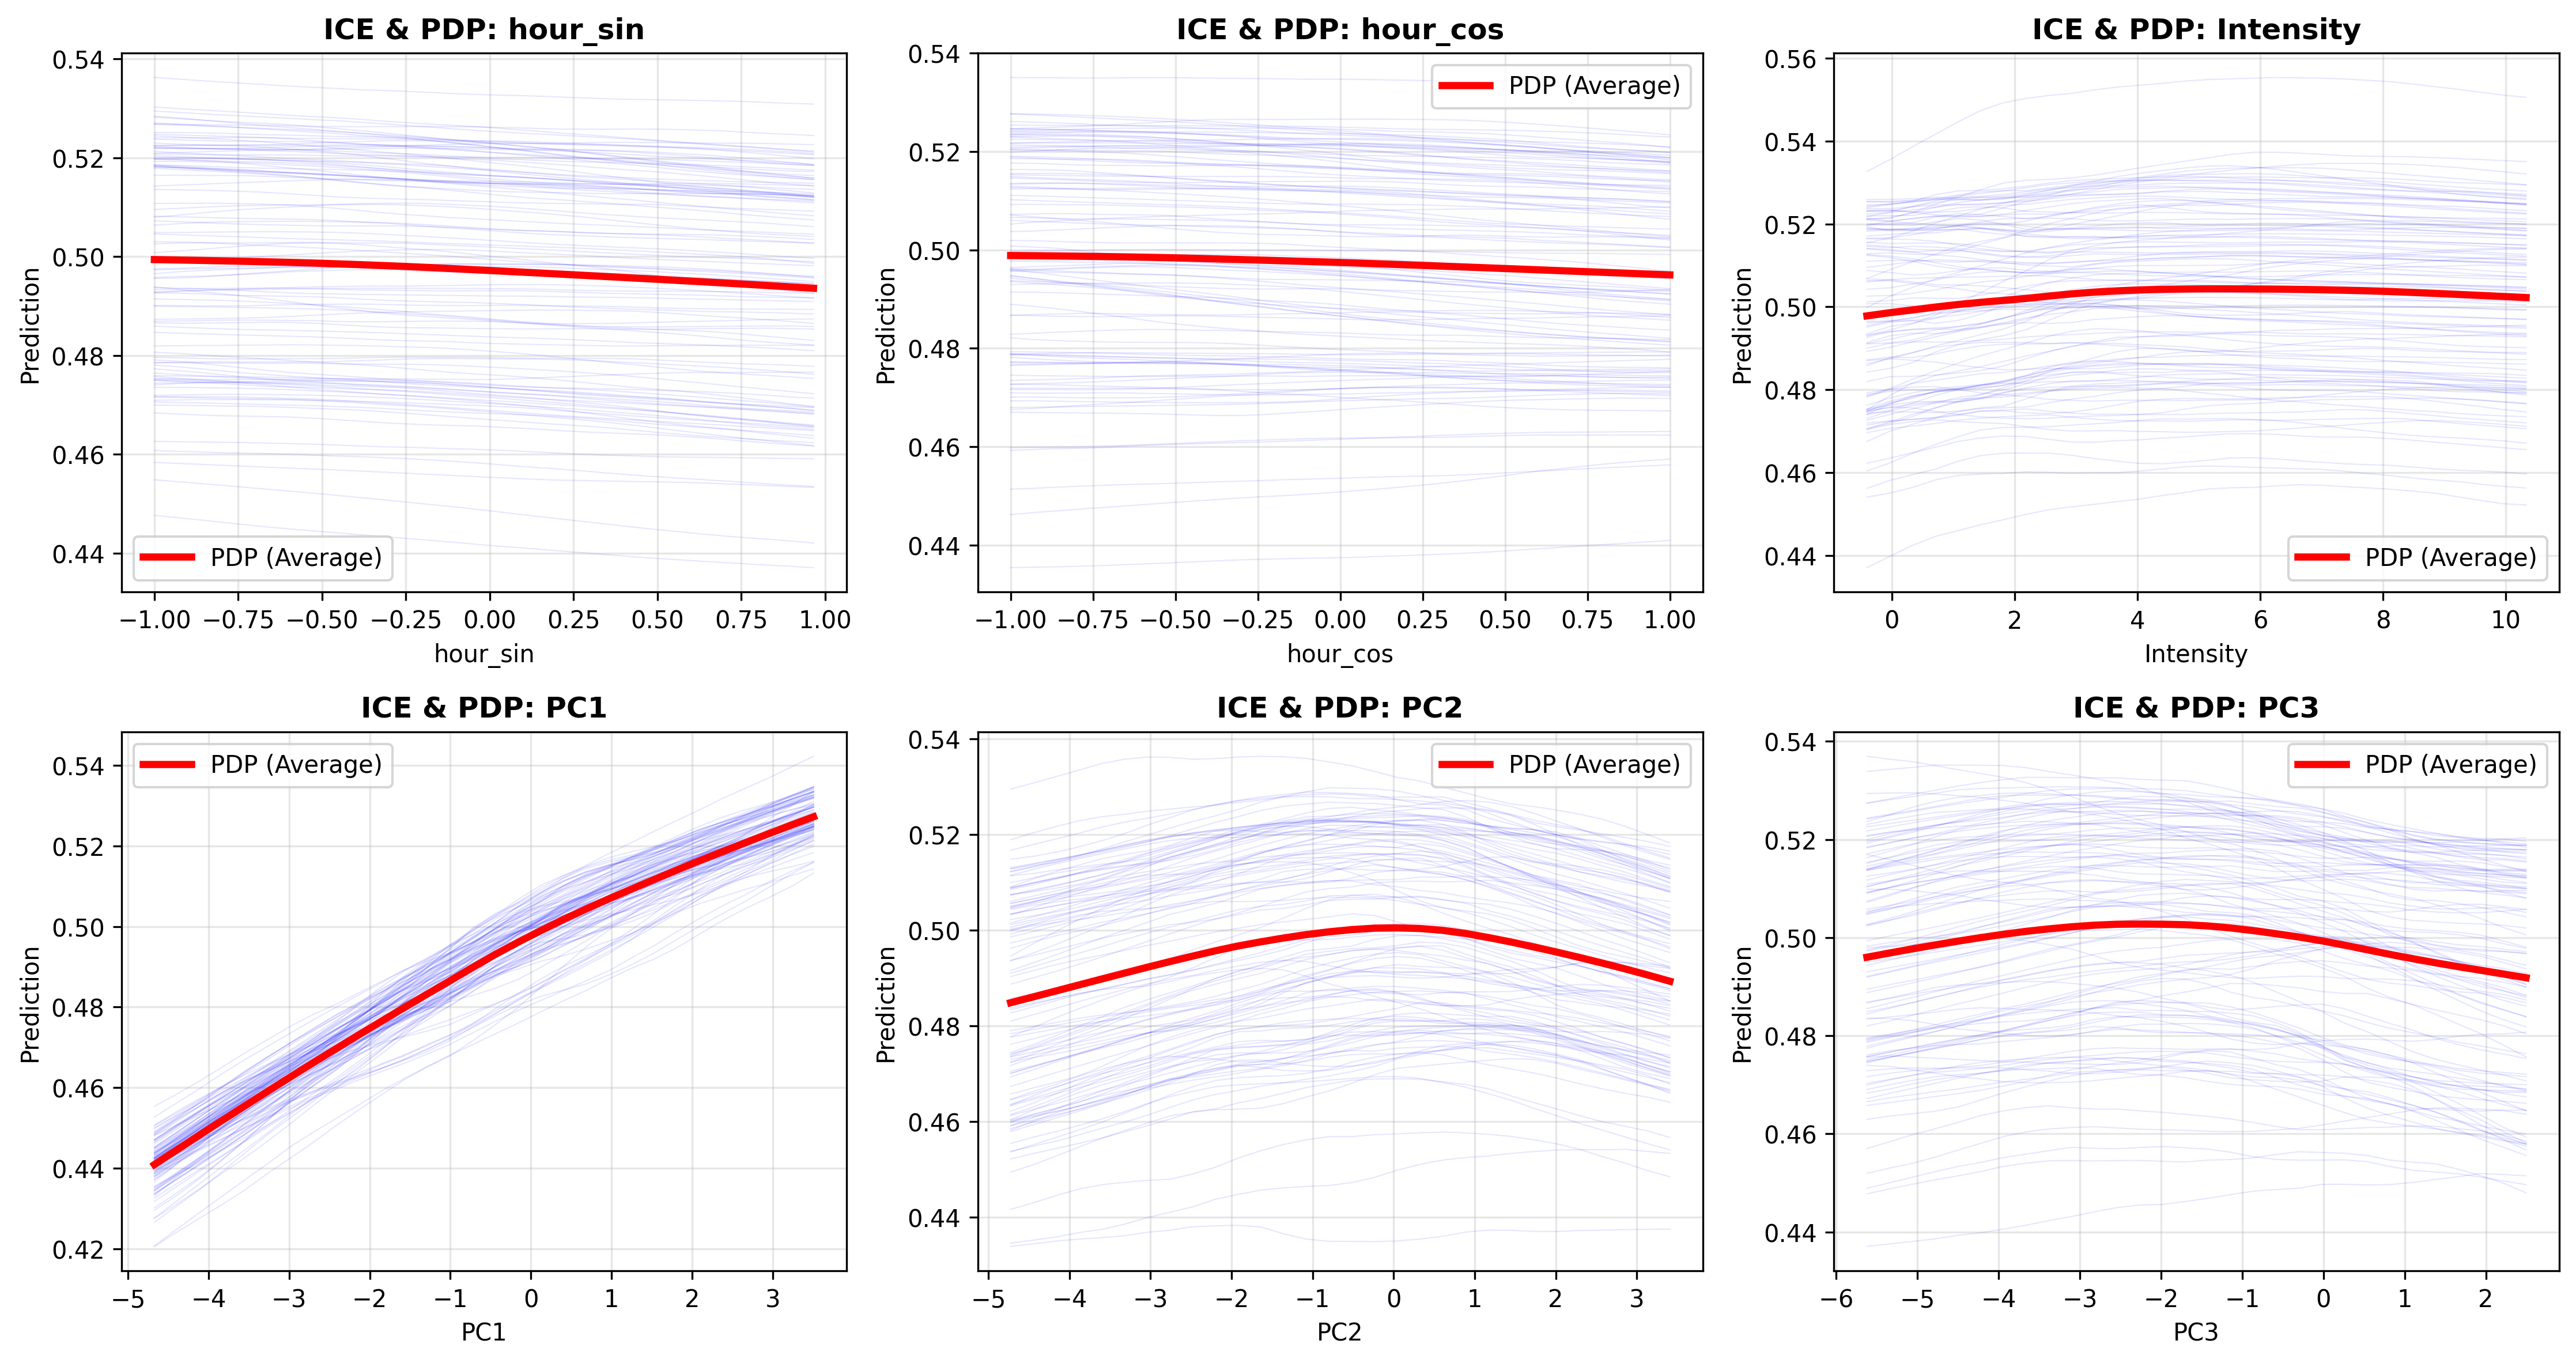 ICE & PDP: hour_sin
0.54
0.52
0.50
0.48
0.46
0.44
Prediction
PDP (Average)
−1.00 −0.75 −0.50 −0.25 0.00 0.25 0.50 0.75 1.00
hour_sin
ICE & PDP: hour_cos
0.54
0.52
0.50
0.48
0.46
0.44
Prediction
PDP (Average)
−1.00 −0.75 −0.50 −0.25 0.00 0.25 0.50 0.75 1.00
hour_cos
ICE & PDP: Intensity
0.56
0.54
0.52
0.50
0.48
0.46
0.44
Prediction
PDP (Average)
0 2 4 6 8 10
Intensity
ICE & PDP: PC1
PDP (Average)
0.54
0.52
0.50
0.48
0.46
0.44
0.42
Prediction
−5 −4 −3 −2 −1 0 1 2 3
PC1
ICE & PDP: PC2
PDP (Average)
0.54
0.52
0.50
0.48
0.46
0.44
Prediction
−5 −4 −3 −2 −1 0 1 2 3
PC2
ICE & PDP: PC3
PDP (Average)
0.54
0.52
0.50
0.48
0.46
0.44
Prediction
−6 −5 −4 −3 −2 −1 0 1 2
PC3